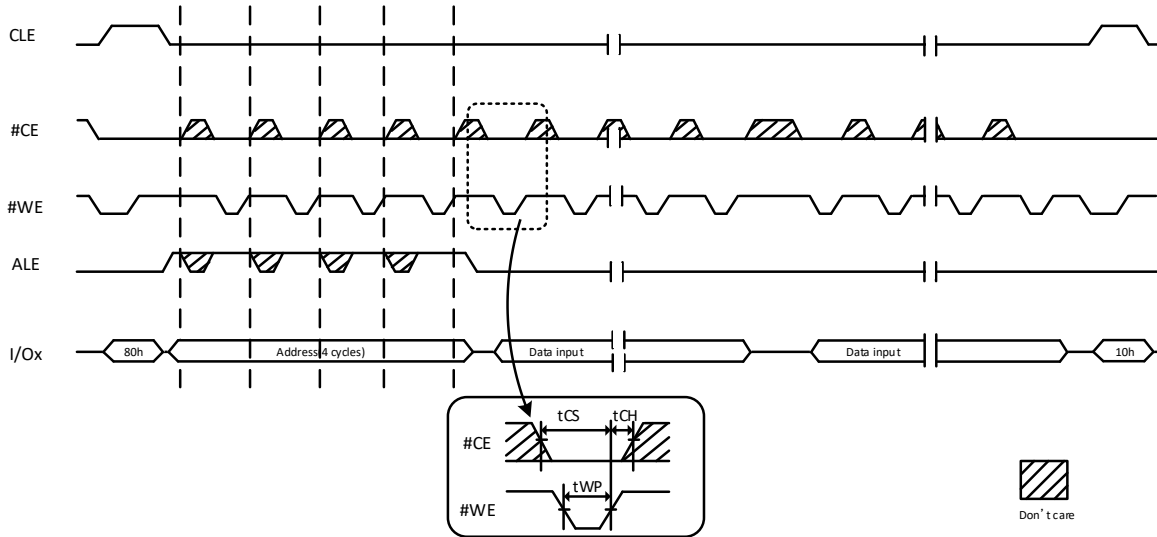 CLE
#CE
#WE
ALE
I/Ox
80h
Address(4 cycles)
Data input
Data input
10h
tCS
tCH
#CE
tWP
#WE
Don't care